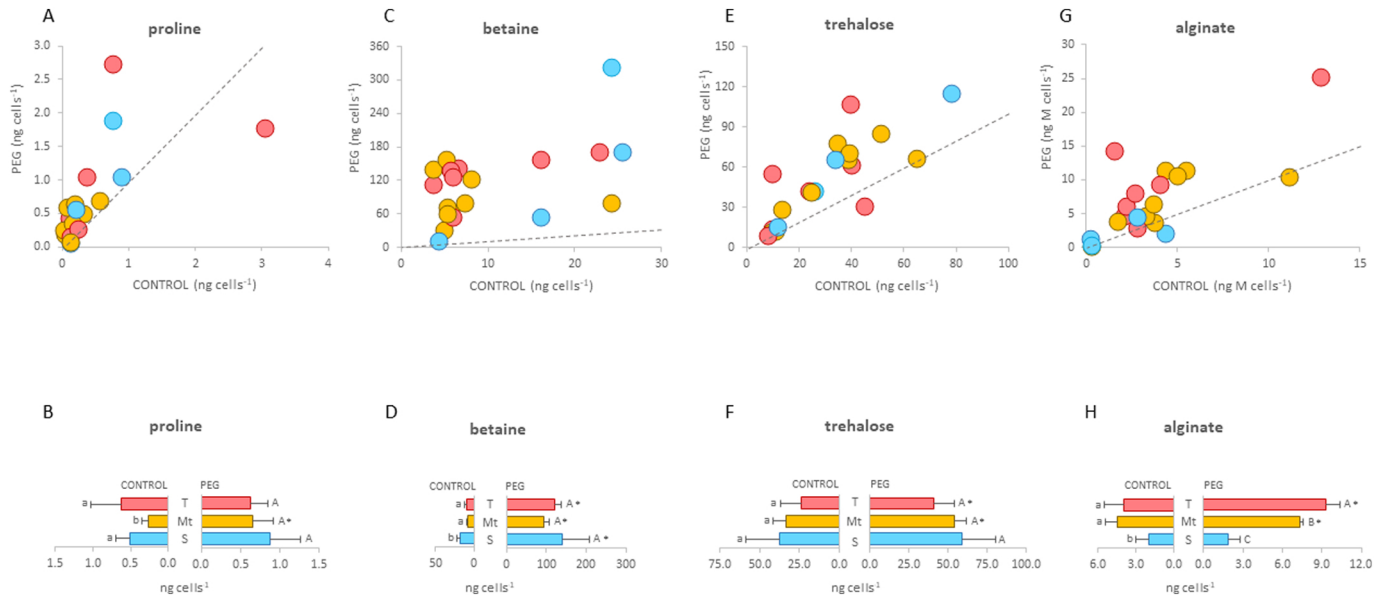 A
proline
PEG (ng cells⁻¹)
3.0
2.5
2.0
1.5
1.0
0.5
0.0
0
1
2
3
4
CONTROL (ng cells⁻¹)
C
betaine
PEG (ng cells⁻¹)
360
300
240
180
120
60
0
0
10
20
30
CONTROL (ng cells⁻¹)
E
trehalose
PEG (ng cells⁻¹)
150
120
90
60
30
0
0
20
40
60
80
100
CONTROL (ng cells⁻¹)
G
alginate
PEG (ng M cells⁻¹)
30
25
20
15
10
5
0
0
5
10
15
CONTROL (ng M cells⁻¹)
B
proline
CONTROL PEG
a T A
b Mt A*
a S A
1.5 1.0 0.5 0.0 0.0 0.5 1.0 1.5
ng cells⁻¹
D
betaine
CONTROL PEG
a T A*
a Mt A*
b S A*
50 0 0 100 200 300
ng cells⁻¹
F
trehalose
CONTROL PEG
a T A*
a Mt A*
a S A
75.0 50.0 25.0 0.0 0.0 25.0 50.0 75.0 100.0
ng cells⁻¹
H
alginate
CONTROL PEG
a T A*
a Mt B*
b S C
6.0 3.0 0.0 0.0 3.0 6.0 9.0 12.0
ng cells⁻¹